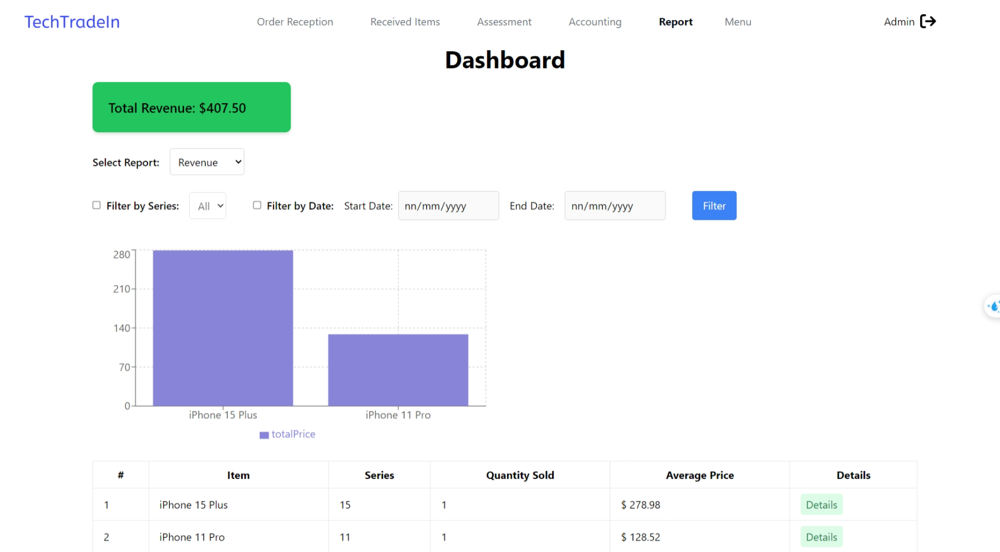 TechTradeIn Order Reception Received Items Assessment Accounting Report Menu Admin
Dashboard
Total Revenue: $407.50
Select Report: Revenue
Filter by Series: All Filter by Date: Start Date: nn/mm/yyyy End Date: nn/mm/yyyy Filter
280
210
140
70
0
iPhone 15 Plus iPhone 11 Pro
totalPrice
# Item Series Quantity Sold Average Price Details
1 iPhone 15 Plus 15 1 $ 278.98 Details
2 iPhone 11 Pro 11 1 $ 128.52 Details